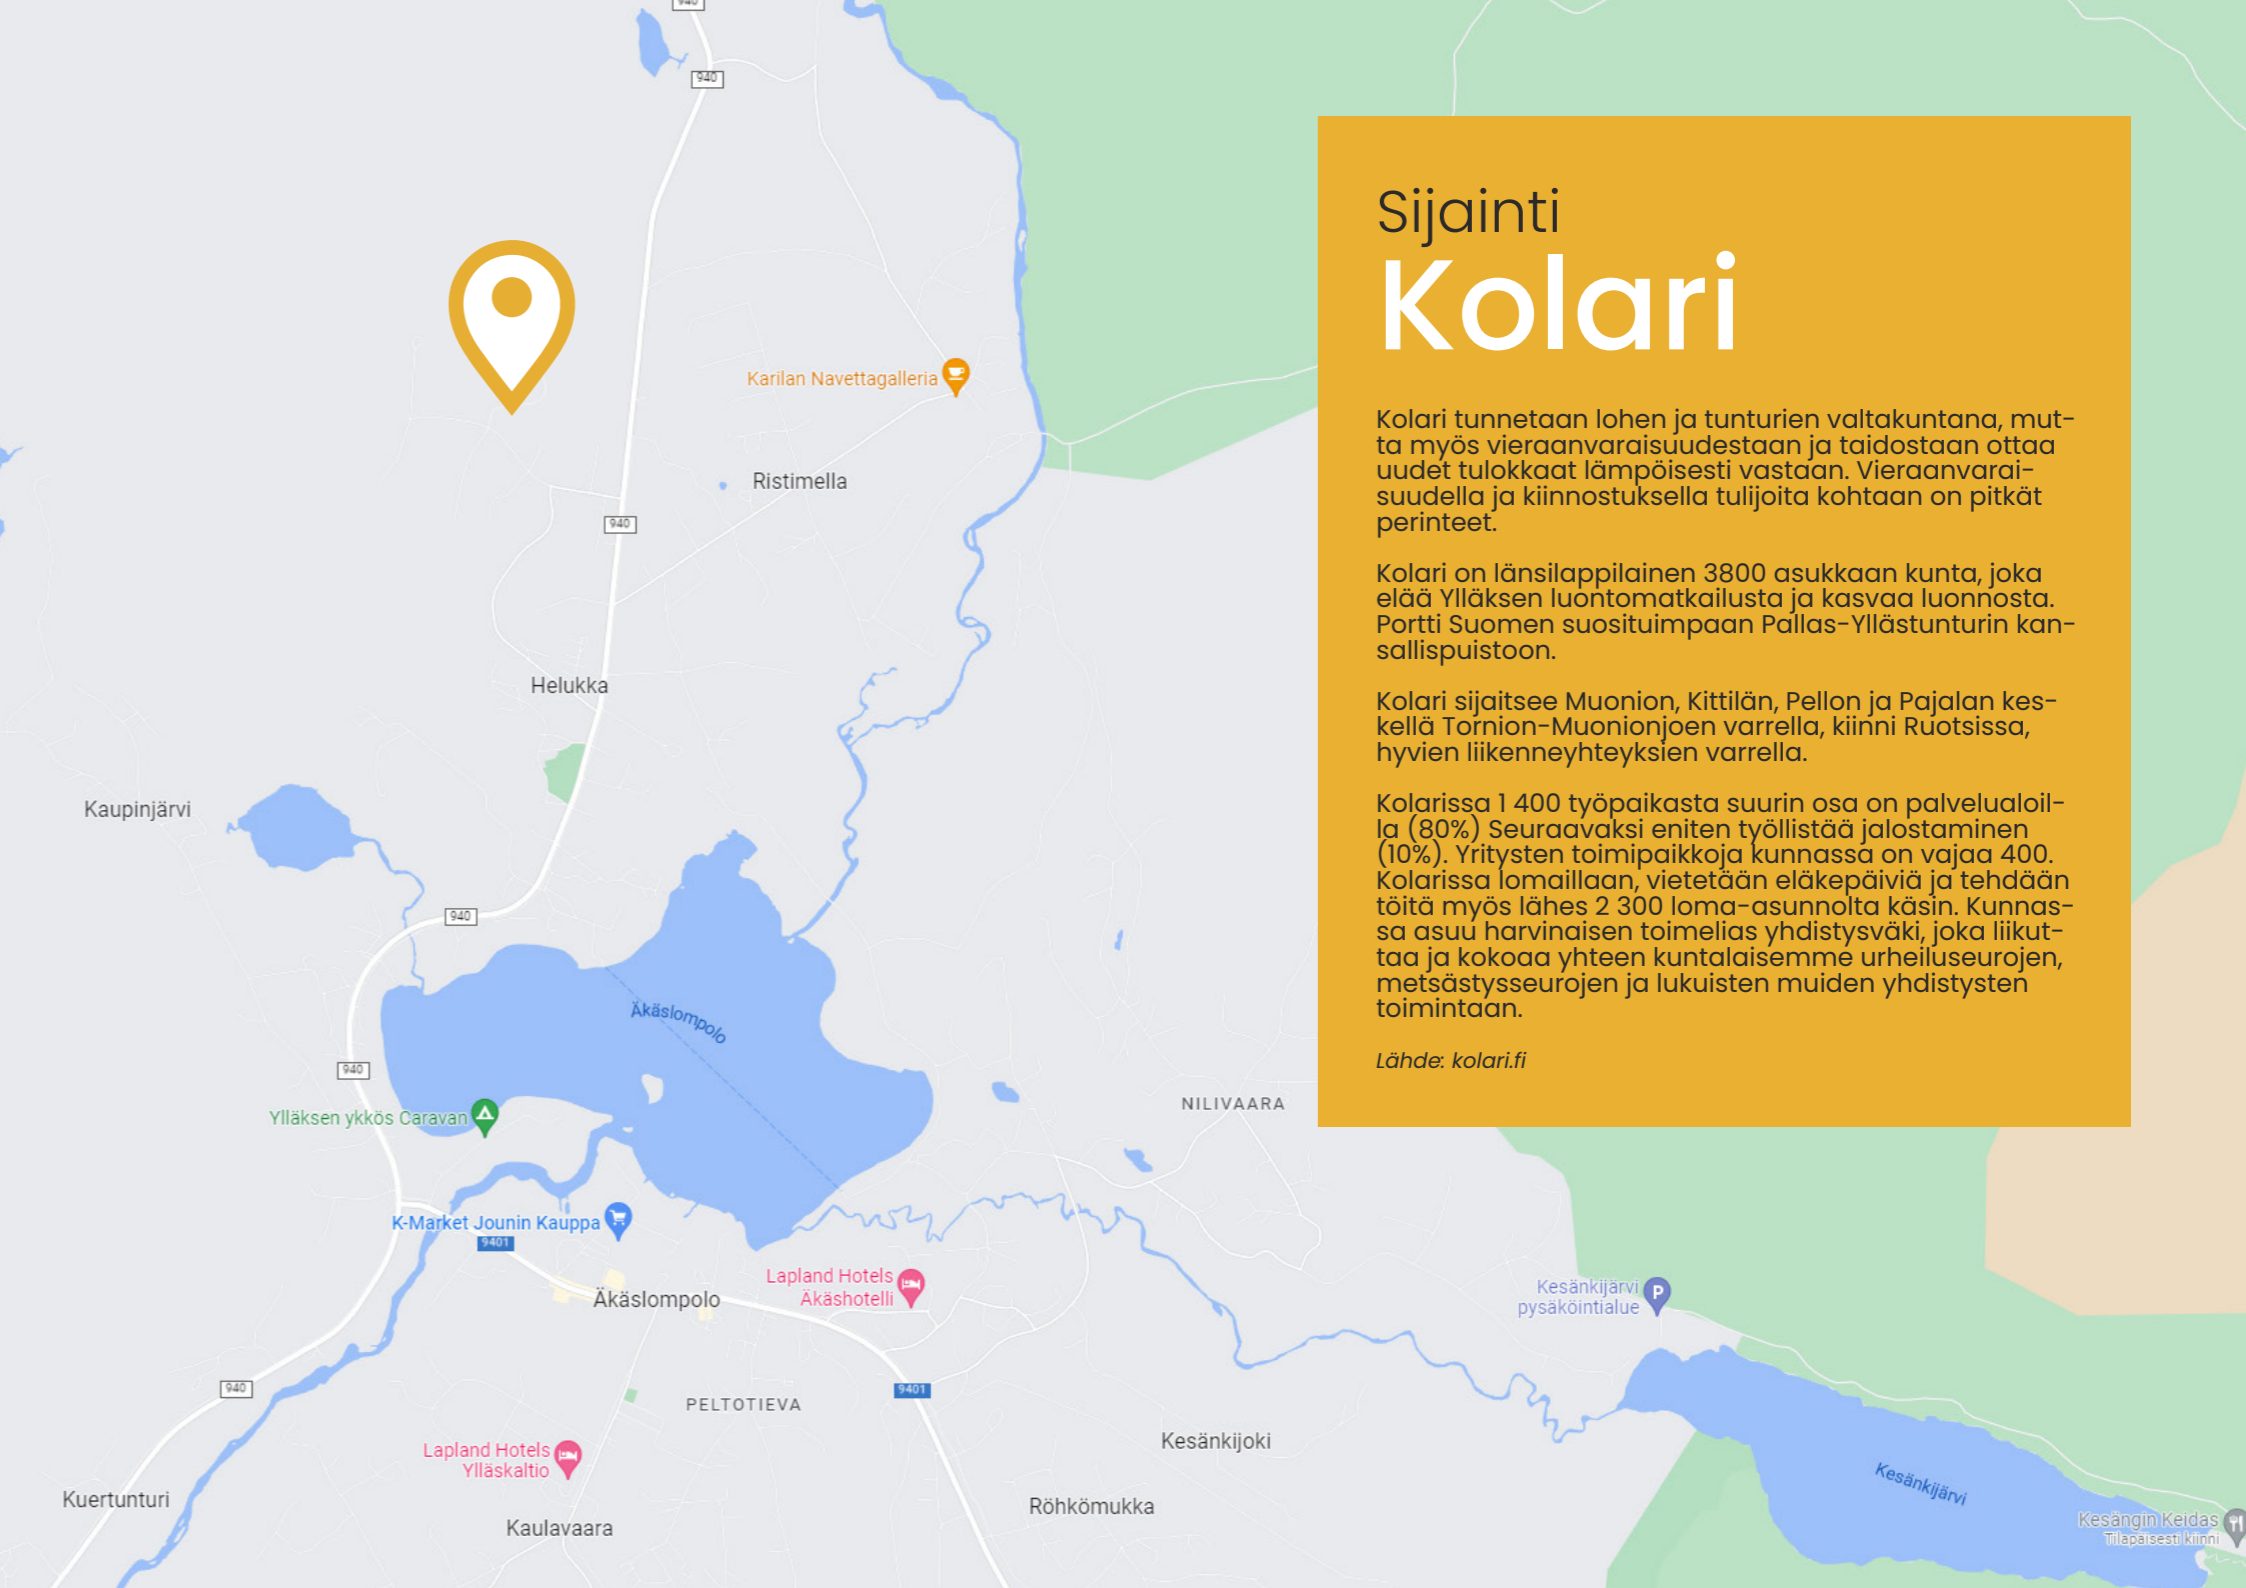 940
940
Sijainti
Kolari
Karilan Navettagalleria
Kolari tunnetaan lohen ja tunturien valtakuntana, mut-
ta myös vieraanvaraisuudestaan ja taidostaan ottaa
uudet tulokkaat lämpöisesti vastaan. Vieraanvarai-
suudella ja kiinnostuksella tulijoita kohtaan on pitkät
perinteet.
Kolari on länsilappilainen 3800 asukkaan kunta, joka
elää Ylläksen luontomatkailusta ja kasvaa luonnosta.
Portti Suomen suosituimpaan Pallas-Yllästunturin kan-
sallispuistoon.
Kolari sijaitsee Muonion, Kittilän, Pellon ja Pajalan kes-
kellä Tornion-Muonionjoen varrella, kiinni Ruotsissa,
hyvien liikenneyhteyksien varrella.
Kolarissa 1 400 työpaikasta suurin osa on palvelualoil-
la (80%) Seuraavaksi eniten työllistää jalostaminen
(10%). Yritysten toimipaikkoja kunnassa on vajaa 400.
Kolarissa lomaillaan, vietetään eläkepäiviä ja tehdään
töitä myös lähes 2 300 loma-asunnolta käsin. Kunnas-
sa asuu harvinaisen toimelias yhdistysväki, joka liikut-
taa ja kokoaa yhteen kuntalaisemme urheiluseurojen,
metsästysseurojen ja lukuisten muiden yhdistysten
toimintaan.
Lähde: kolari.fi
Ristimella
940
Helukka
Kaupinjärvi
940
Äkäslompolo
940
Ylläksen ykkös Caravan
NILIVAARA
K-Market Jounin Kauppa
9401
Äkäslompolo
Lapland Hotels
Äkäshotelli
Kesänkijärvi
pysäköintialue
P
940
9401
PELTOTIEVA
Kesänkijoki
Lapland Hotels
Ylläskaltio
Kuertunturi
Kaulavaara
Röhkömukka
Kesänkijärvi
Kesängin Keidas
Tilapäisesti kiinni